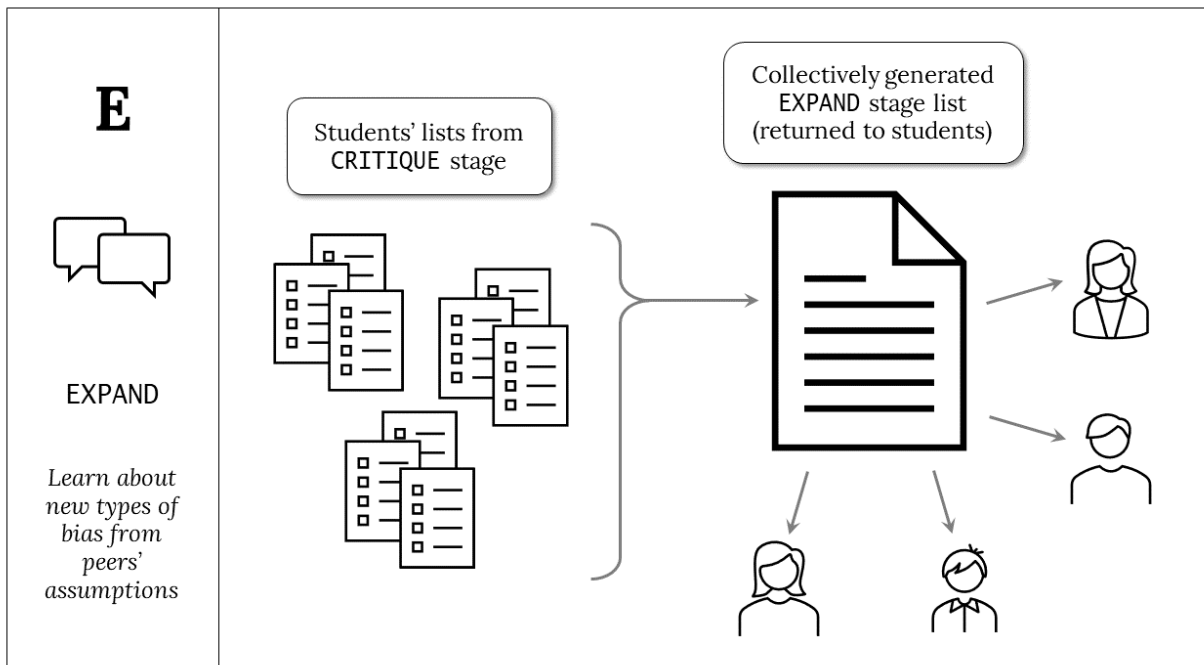 E
EXPAND
Learn about
new types of
bias from
peers’
assumptions
Students’ lists from
CRITIQUE stage
Collectively generated
EXPAND stage list
(returned to students)